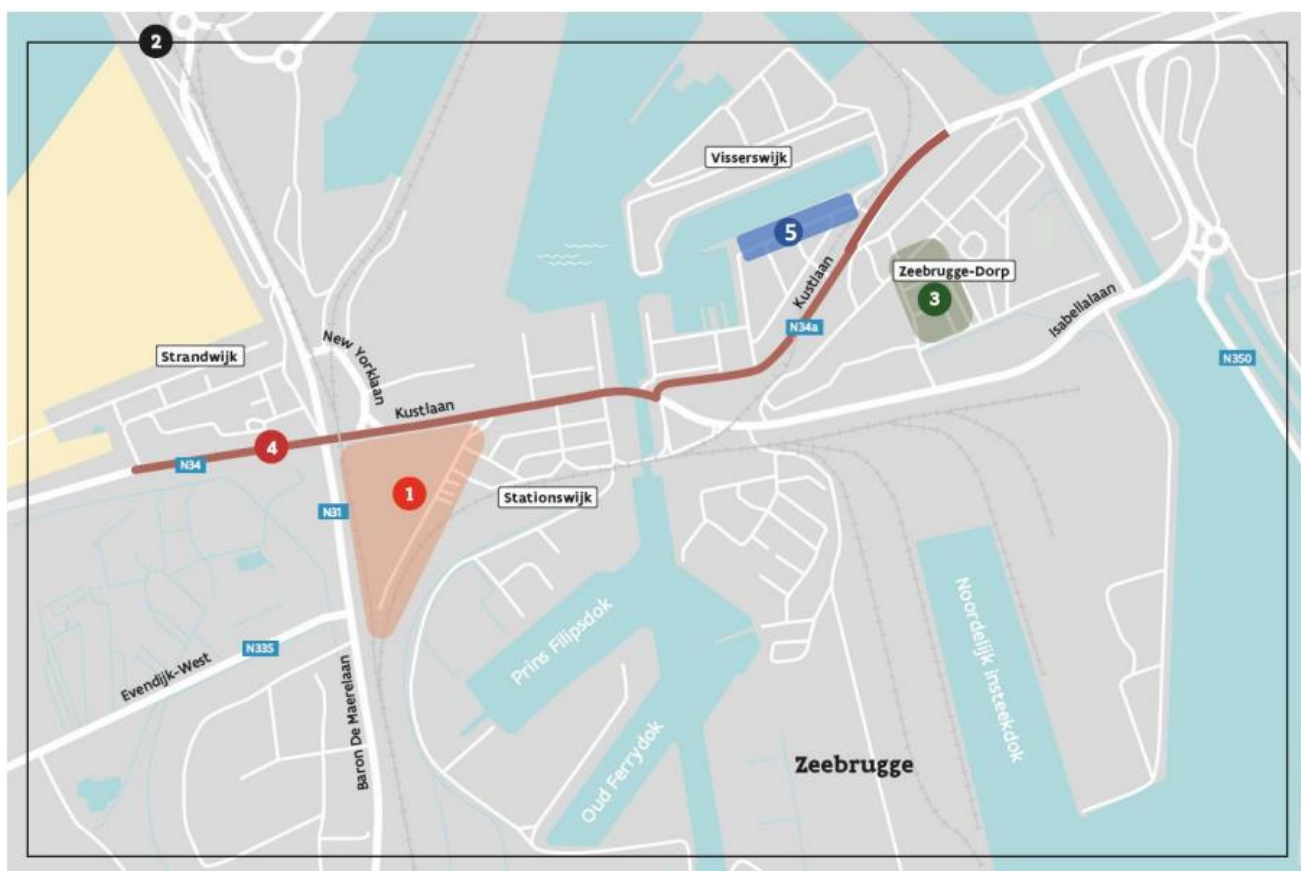 2
Visserswijk
5
Zeebrugge-Dorp
3
Kustlaan
N34a
Isabellalaan
N350
New Yorklaan
Strandwijk
Kustlaan
4
N34
1
N31
Stationswijk
Prins Filipsdok
Noordelijk insteekdok
N335
Evendijk-West
Baron De Maerelaan
Oud Ferrydok
Zeebrugge